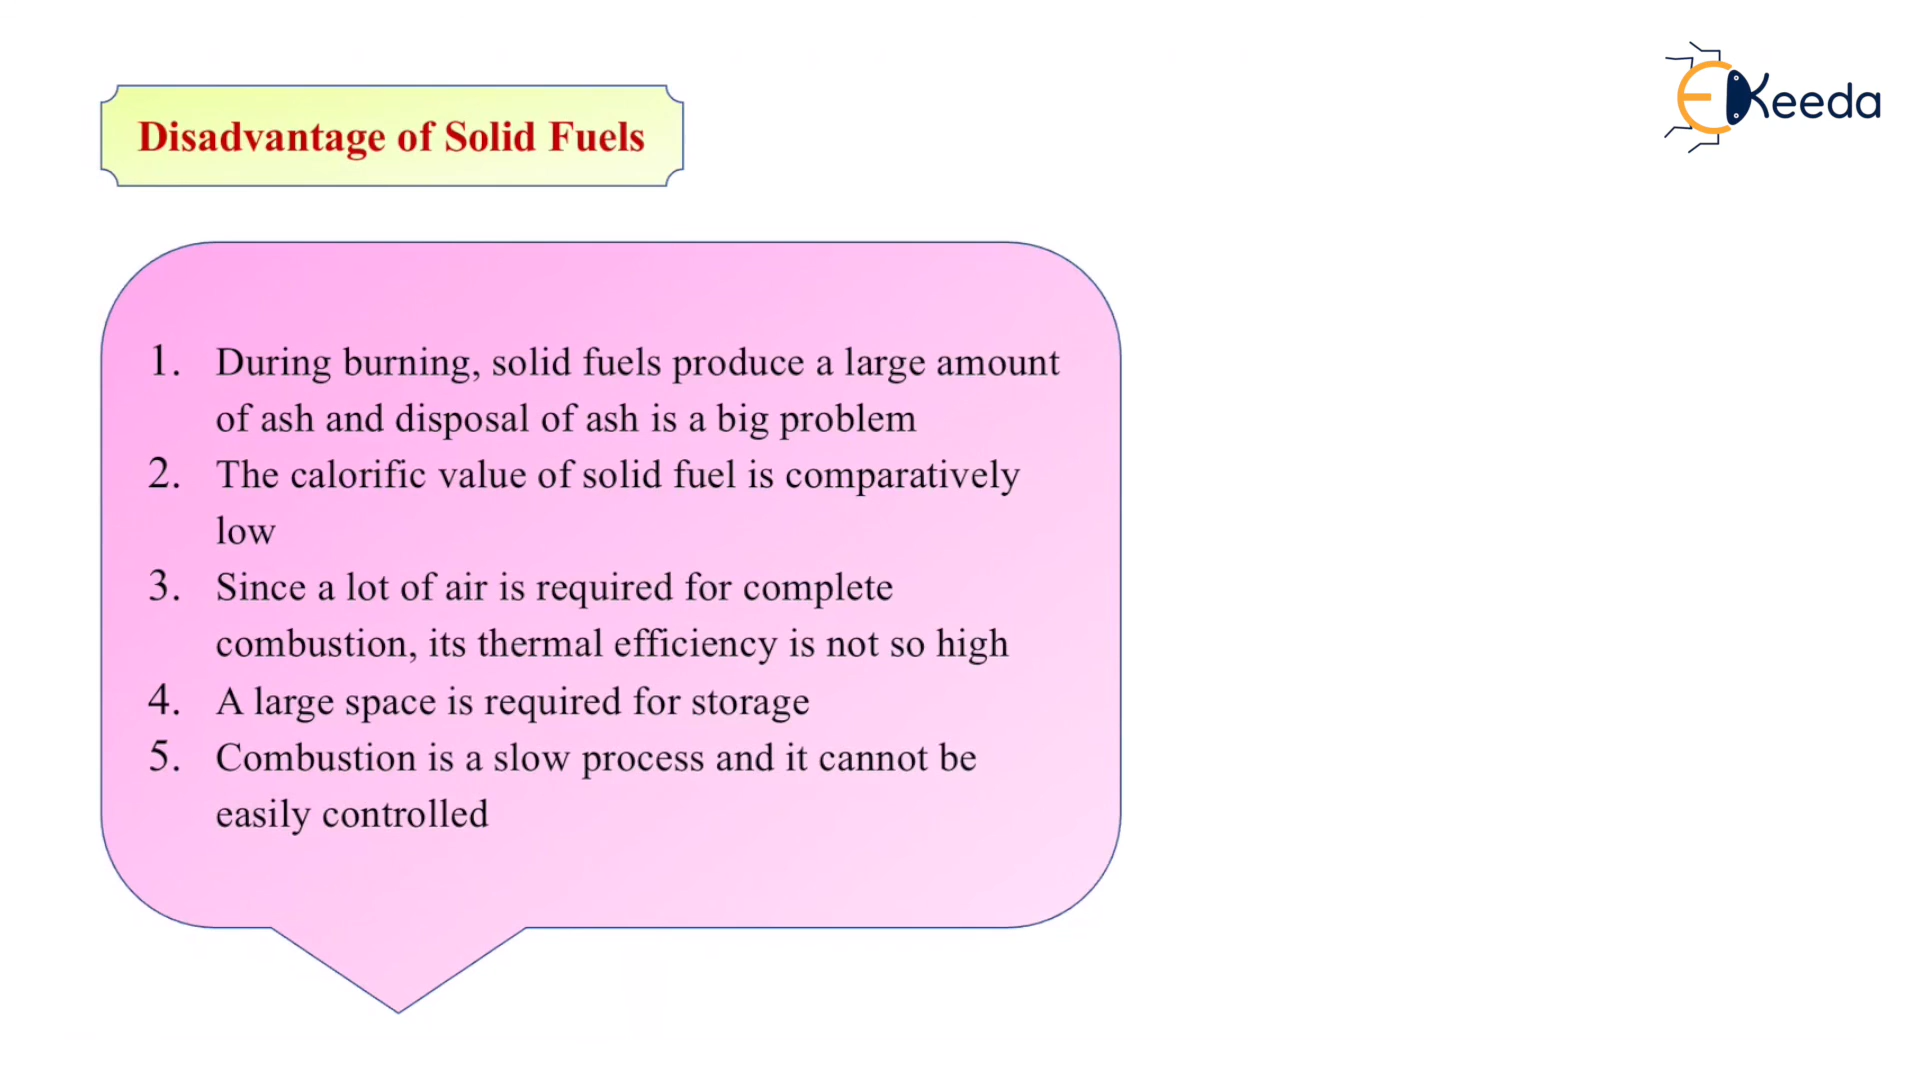 EKeeda
Disadvantage of Solid Fuels
1. During burning, solid fuels produce a large amount
of ash and disposal of ash is a big problem
2. The calorific value of solid fuel is comparatively
low
3. Since a lot of air is required for complete
combustion, its thermal efficiency is not so high
4. A large space is required for storage
5. Combustion is a slow process and it cannot be
easily controlled